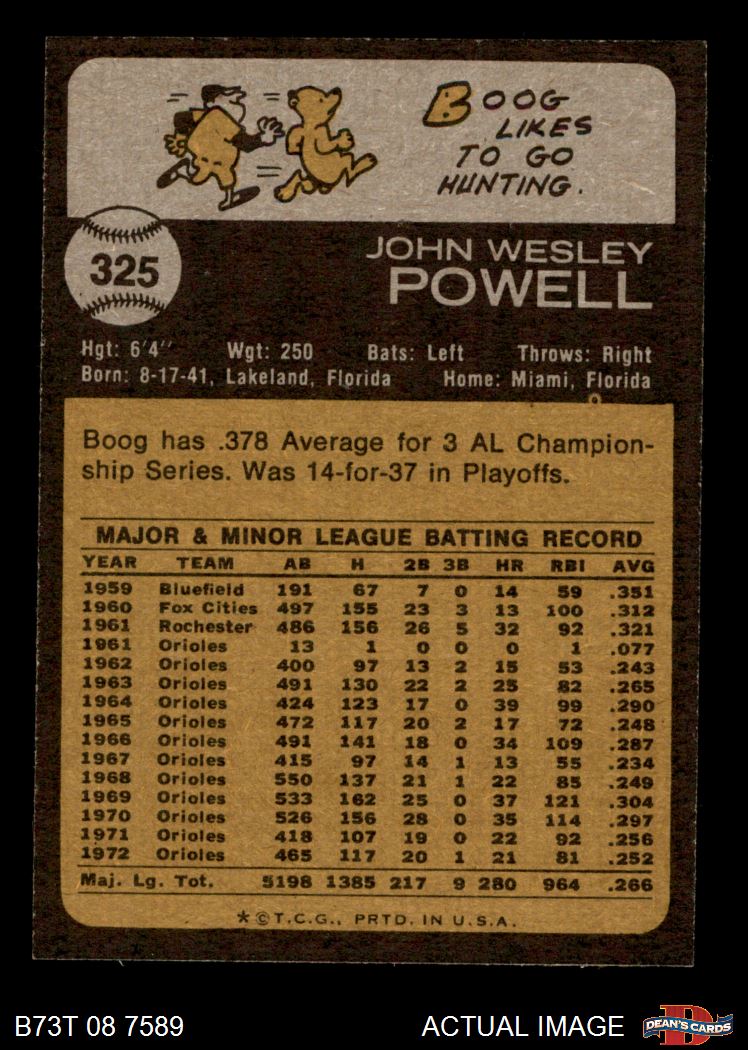 BOOG
LIKES
TO GO
HUNTING.
325
JOHN WESLEY
POWELL
Hgt: 6'4'' Wgt: 250 Bats: Left Throws: Right
Born: 8-17-41, Lakeland, Florida Home: Miami, Florida
Boog has .378 Average for 3 AL Champion-
ship Series. Was 14-for-37 in Playoffs.
MAJOR & MINOR LEAGUE BATTING RECORD
YEAR TEAM AB H 2B 3B HR RBI AVG
1959 Bluefield 191 67 7 0 14 59 .351
1960 Fox Cities 497 155 23 3 13 100 .312
1961 Rochester 486 156 26 5 32 92 .321
1961 Orioles 13 1 0 0 0 1 .077
1962 Orioles 400 97 13 2 15 53 .243
1963 Orioles 491 130 22 2 25 82 .265
1964 Orioles 424 123 17 0 39 99 .290
1965 Orioles 472 117 20 2 17 72 .248
1966 Orioles 491 141 18 0 34 109 .287
1967 Orioles 415 97 14 1 13 55 .234
1968 Orioles 550 137 21 1 22 85 .249
1969 Orioles 533 162 25 0 37 121 .304
1970 Orioles 526 156 28 0 35 114 .297
1971 Orioles 418 107 19 0 22 92 .256
1972 Orioles 465 117 20 1 21 81 .252
Maj. Lg. Tot. 5198 1385 217 9 280 964 .266
*©T.C.G., PRTD. IN U.S.A.
B73T 08 7589 ACTUAL IMAGE D DEAN'S CARDS